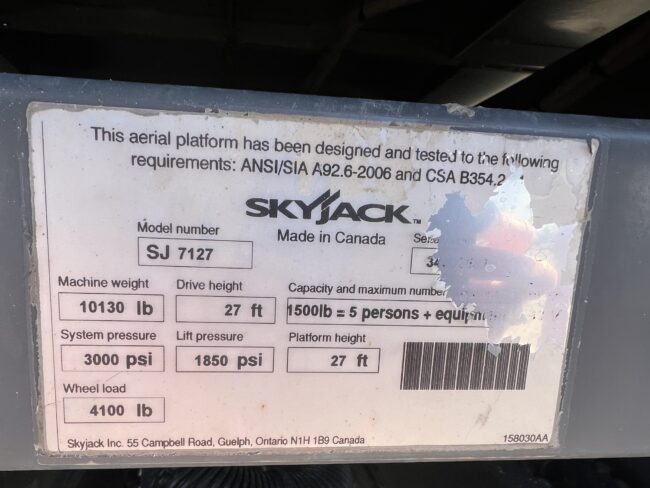 This aerial platform has been designed and tested to the following
requirements: ANSI/SIA A92.6-2006 and CSA B354.2
SKYJACK™
Made in Canada
Model number
SJ 7127
34
Machine weight
10130 lb
Drive height
27 ft
Capacity and maximum number
1500lb = 5 persons + equipm
System pressure
3000 psi
Lift pressure
1850 psi
Platform height
27 ft
Wheel load
4100 lb
Skyjack Inc. 55 Campbell Road, Guelph, Ontario N1H 1B9 Canada
158030AA